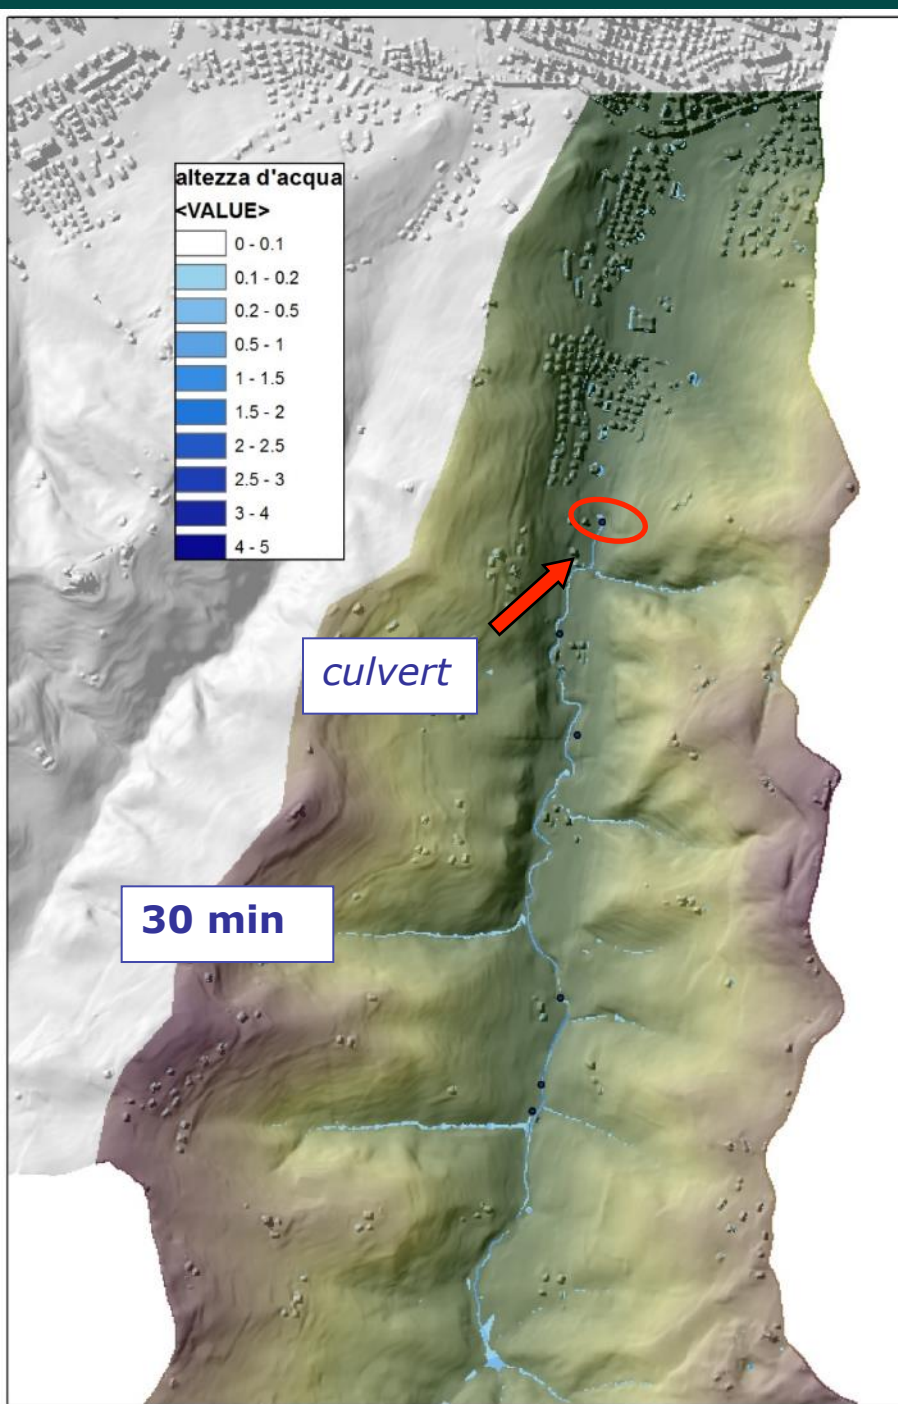 altezza d'acqua
<VALUE>
0 - 0.1
0.1 - 0.2
0.2 - 0.5
0.5 - 1
1 - 1.5
1.5 - 2
2 - 2.5
2.5 - 3
3 - 4
4 - 5
culvert
30 min